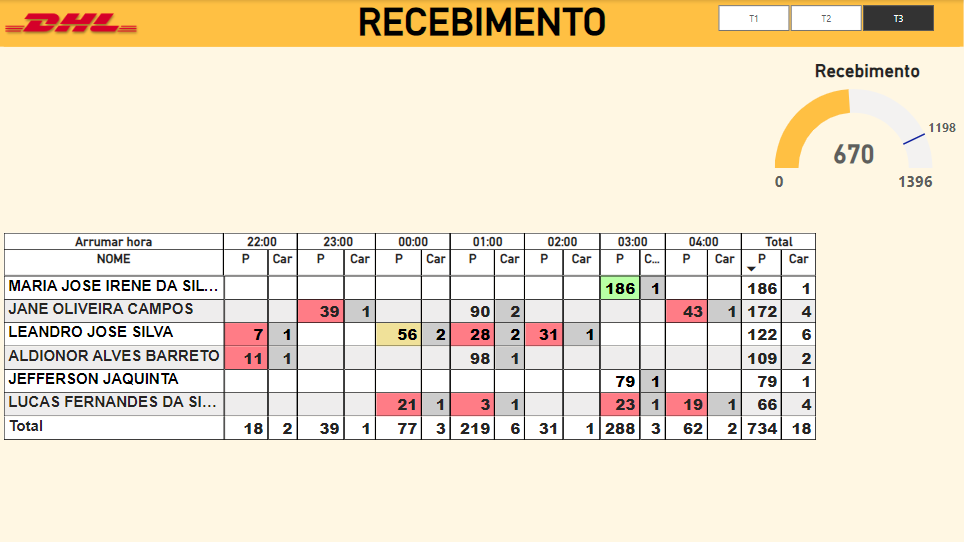 DHL RECEBIMENTO T1 T2 T3
Recebimento
1198
670
0 1396
Arrumar hora 22:00 23:00 00:00 01:00 02:00 03:00 04:00 Total
NOME P Car P Car P Car P Car P Car P C... P Car P Car
MARIA JOSE IRENE DA SIL... 186 1 186 1
JANE OLIVEIRA CAMPOS 39 1 90 2 43 1 172 4
LEANDRO JOSE SILVA 7 1 56 2 28 2 31 1 122 6
ALDIONOR ALVES BARRETO 11 1 98 1 109 2
JEFFERSON JAQUINTA 79 1 79 1
LUCAS FERNANDES DA SI... 21 1 3 1 23 1 19 1 66 4
Total 18 2 39 1 77 3 219 6 31 1 288 3 62 2 734 18